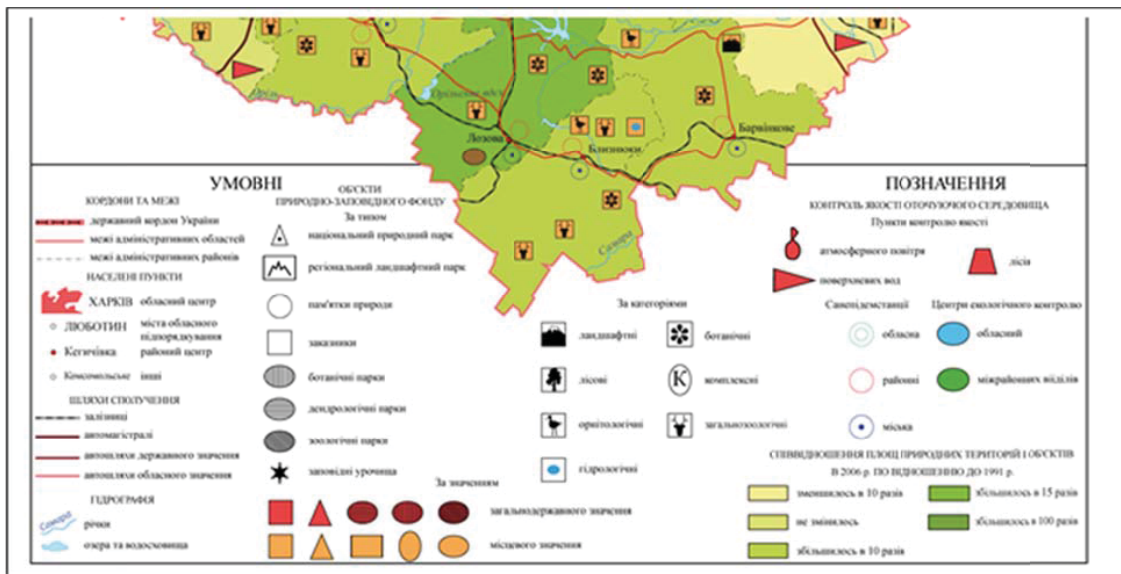 Орільське вдсх
Лозова
Близнюки
Барвінкове
Самара
УМОВНІ
ПОЗНАЧЕННЯ
КОРДОНИ ТА МЕЖІ
державний кордон України
межі адміністративних областей
межі адміністративних районів
НАСЕЛЕНІ ПУНКТИ
ХАРКІВ обласний центр
ЛЮБОТИН міста обласного підпорядкування
Кегичівка районний центр
Комсомольське інші
ШЛЯХИ СПОЛУЧЕННЯ
залізниці
автомагістралі
автошляхи державного значення
автошляхи обласного значення
ГІДРОГРАФІЯ
Самара
річки
озера та водосховища
ОБ'ЄКТИ
ПРИРОДНО-ЗАПОВІДНОГО ФОНДУ
За типом
національний природний парк
регіональний ландшафтний парк
пам'ятки природи
заказники
ботанічні парки
дендрологічні парки
зоологічні парки
заповідні урочища
За значенням
загальнодержавного значення
місцевого значення
За категоріями
ландшафтні
ботанічні
лісові
К
комплексні
орнітологічні
загальнозоологічні
гідрологічні
КОНТРОЛЬ ЯКОСТІ ОТОЧУЮЧОГО СЕРЕДОВИЩА
Пункти контролю якості
атмосферного повітря
лісів
поверхневих вод
Санепідемстанції
Центри екологічного контролю
обласна
обласний
районні
міжрайонних відділів
міська
СПІВВІДНОШЕННЯ ПЛОЩ ПРИРОДНИХ ТЕРИТОРІЙ І ОБ'ЄКТІВ
В 2006 р. ПО ВІДНОШЕННЮ ДО 1991 р.
зменшилось в 10 разів
збільшилось в 15 разів
не змінилось
збільшилось в 100 разів
збільшилось в 10 разів